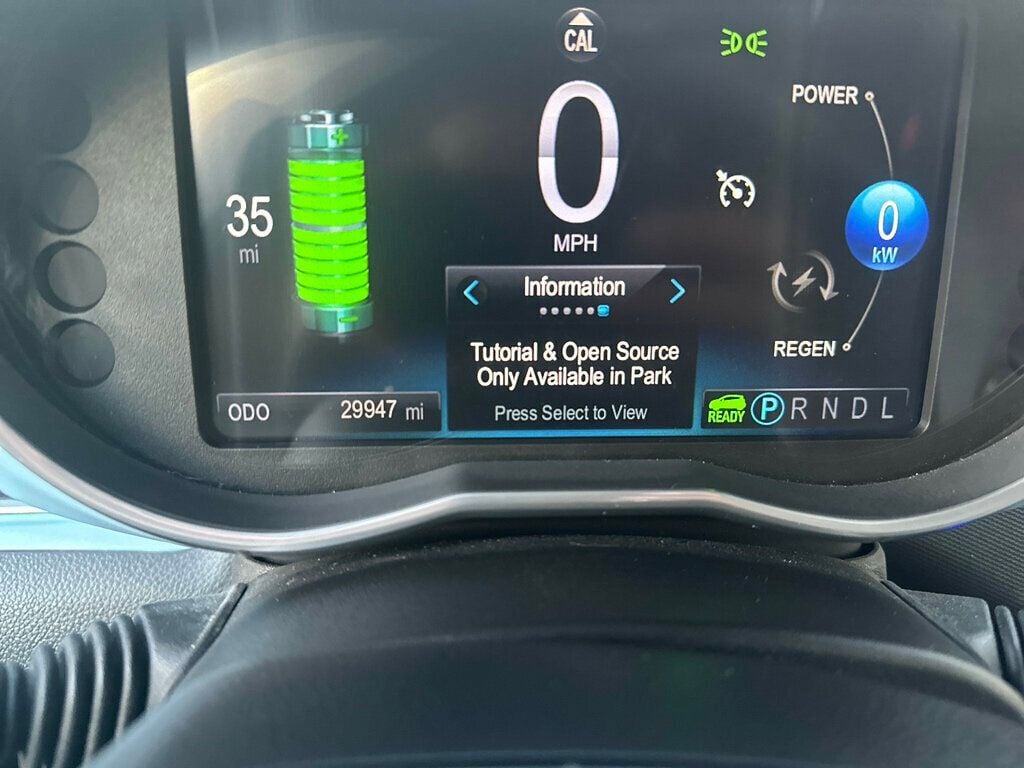 CAL
POWER
35
mi
0
MPH
0
kW
Information
Tutorial & Open Source
Only Available in Park
Press Select to View
REGEN
ODO 29947 mi
READY P R N D L